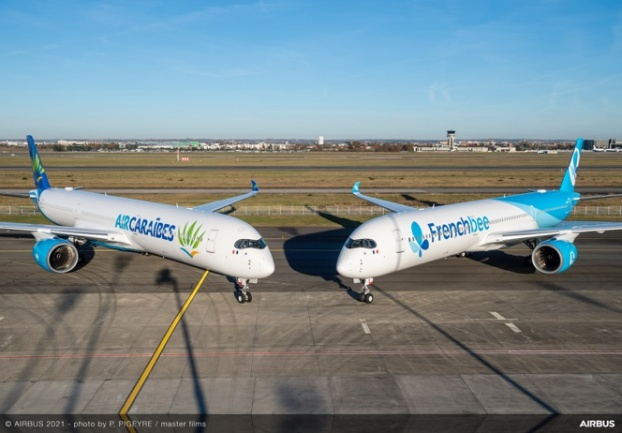 AIRCARAÏBES
Frenchbee
© AIRBUS 2021 - photo by P. PIGEYRE / master films
AIRBUS